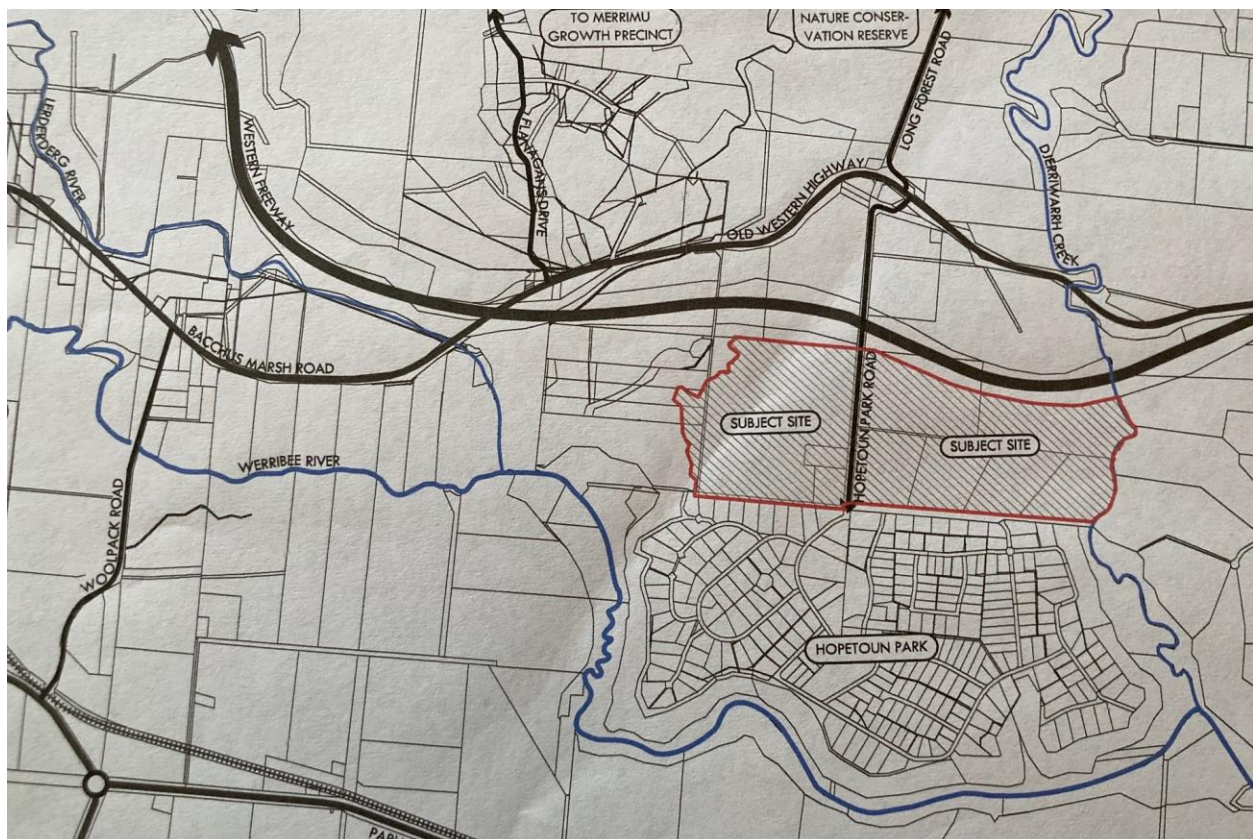 TO MERRIMU
GROWTH PRECINCT
NATURE CONSER-
VATION RESERVE
LONG FOREST ROAD
LERDERDERG RIVER
WESTERN FREEWAY
FLANAGANS DRIVE
OLD WESTERN HIGHWAY
DJERRIWARRH CREEK
BACCHUS MARSH ROAD
HOPETOUN PARK ROAD
SUBJECT SITE
SUBJECT SITE
WERRIBEE RIVER
WOOLPACK ROAD
HOPETOUN PARK